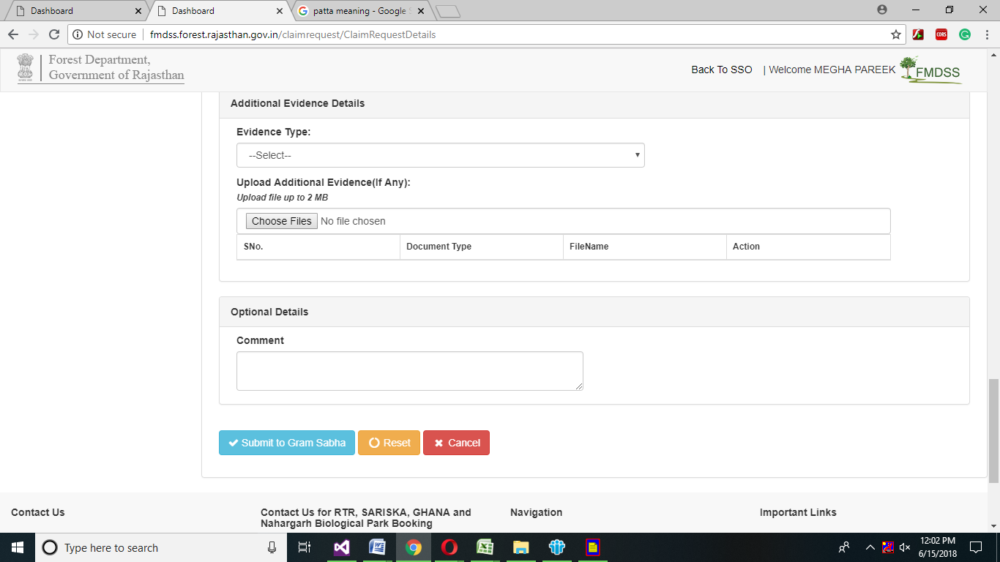 Dashboard
Dashboard
patta meaning - Google S
Not secure
fmdss.forest.rajasthan.gov.in/claimrequest/ClaimRequestDetails
CORS
Forest Department,
Government of Rajasthan
Back To SSO
| Welcome MEGHA PAREEK
FMDSS
Additional Evidence Details
Evidence Type:
--Select--
Upload Additional Evidence(If Any):
Upload file up to 2 MB
Choose Files No file chosen
SNo.
Document Type
FileName
Action
Optional Details
Comment
Submit to Gram Sabha
Reset
Cancel
Contact Us
Contact Us for RTR, SARISKA, GHANA and
Nahargarh Biological Park Booking
Navigation
Important Links
Type here to search
12:02 PM
6/15/2018